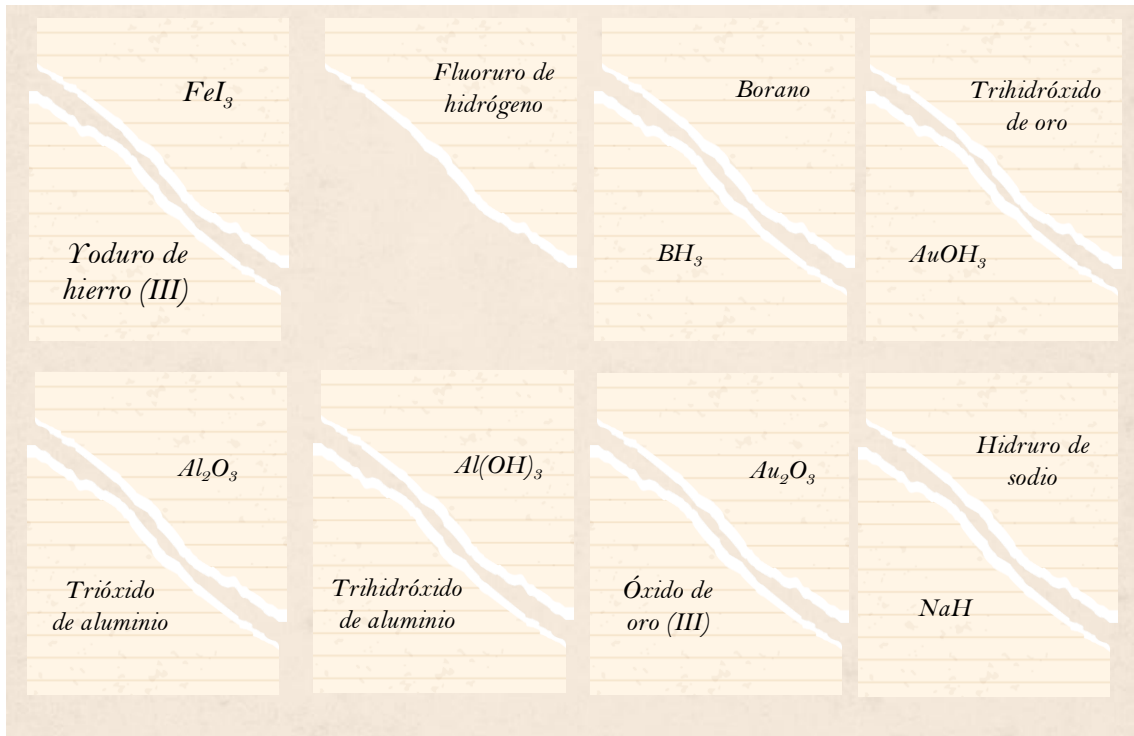 FeI₃
Yoduro de
hierro (III)
Fluoruro de
hidrógeno
Borano
BH₃
Trihidróxido
de oro
AuOH₃
Al₂O₃
Trióxido
de aluminio
Al(OH)₃
Trihidróxido
de aluminio
Au₂O₃
Óxido de
oro (III)
Hidruro de
sodio
NaH